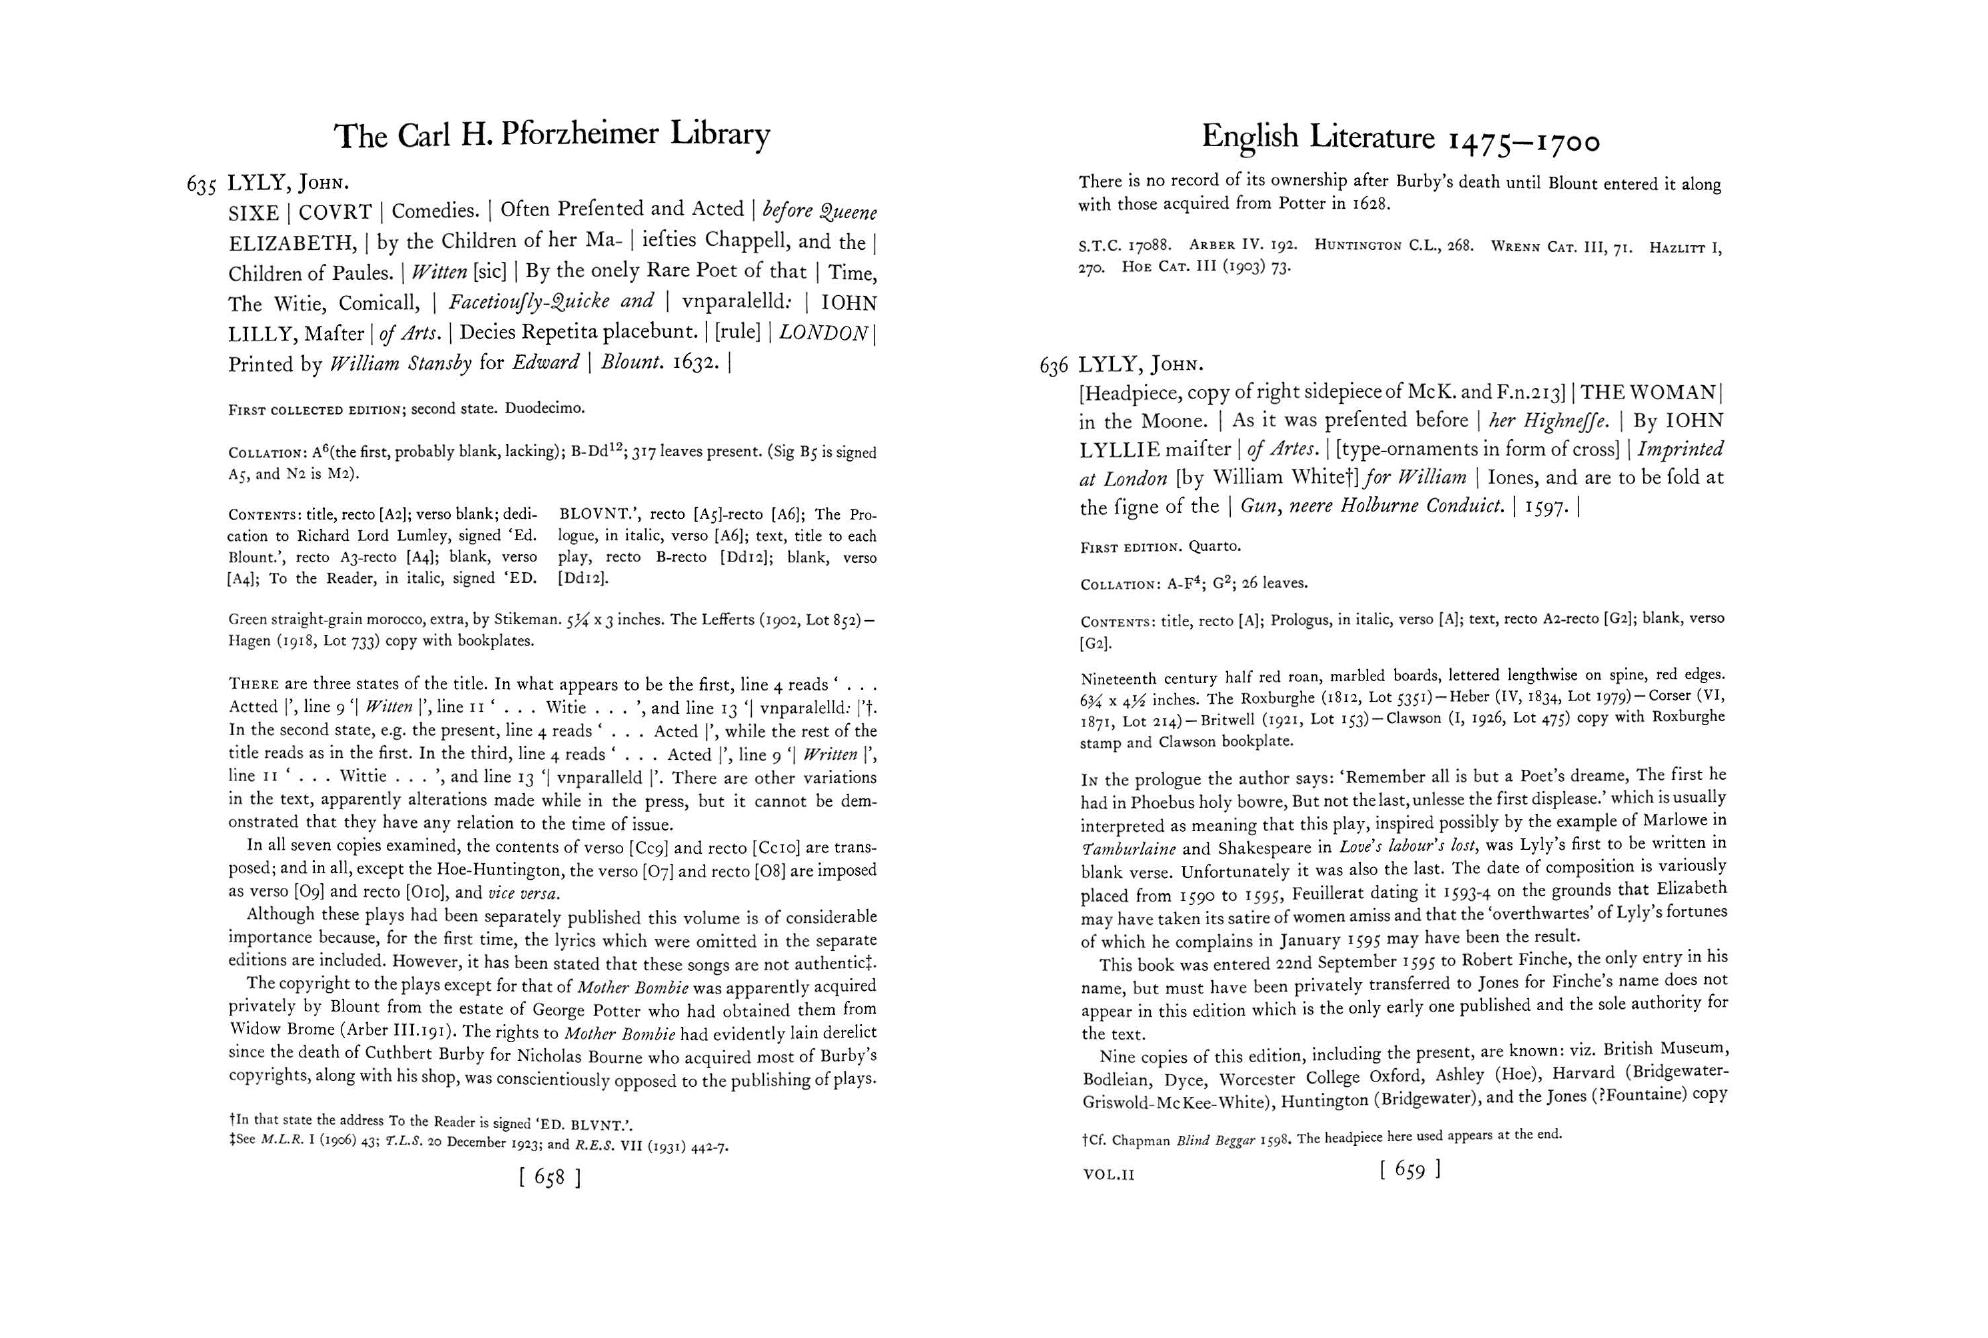 The Carl H. Pforzheimer Library
635 LYLY, JOHN.
SIXE | COVRT | Comedies. | Often Preſented and Acted | before Queene
ELIZABETH, | by the Children of her Ma- | ieſties Chappell, and the |
Children of Paules. | Witten [sic] | By the onely Rare Poet of that | Time,
The Witie, Comicall, | Facetiouſly-Quicke and | vnparalelld: | IOHN
LILLY, Maſter | of Arts. | Decies Repetita placebunt. | [rule] | LONDON |
Printed by William Stansby for Edward | Blount. 1632. |
FIRST COLLECTED EDITION; second state. Duodecimo.
COLLATION: A⁶(the first, probably blank, lacking); B-Dd¹²; 317 leaves present. (Sig B5 is signed
A5, and N2 is M2).
CONTENTS: title, recto [A2]; verso blank; dedi-
cation to Richard Lord Lumley, signed ‘Ed.
Blount.’, recto A3-recto [A4]; blank, verso
[A4]; To the Reader, in italic, signed ‘ED.
BLOVNT.’, recto [A5]-recto [A6]; The Pro-
logue, in italic, verso [A6]; text, title to each
play, recto B-recto [Dd12]; blank, verso
[Dd12].
Green straight-grain morocco, extra, by Stikeman. 5¼ x 3 inches. The Lefferts (1902, Lot 852)—
Hagen (1918, Lot 733) copy with bookplates.
THERE are three states of the title. In what appears to be the first, line 4 reads ‘ . . .
Actted |’, line 9 ‘| Witten |’, line 11 ‘ . . . Witie . . . ’, and line 13 ‘| vnparalelld: |’†.
In the second state, e.g. the present, line 4 reads ‘ . . . Acted |’, while the rest of the
title reads as in the first. In the third, line 4 reads ‘ . . . Acted |’, line 9 ‘| Written |’,
line 11 ‘ . . . Wittie . . . ’, and line 13 ‘| vnparalleld |’. There are other variations
in the text, apparently alterations made while in the press, but it cannot be dem-
onstrated that they have any relation to the time of issue.
In all seven copies examined, the contents of verso [Cc9] and recto [Cc10] are trans-
posed; and in all, except the Hoe-Huntington, the verso [O7] and recto [O8] are imposed
as verso [O9] and recto [O10], and vice versa.
Although these plays had been separately published this volume is of considerable
importance because, for the first time, the lyrics which were omitted in the separate
editions are included. However, it has been stated that these songs are not authentic‡.
The copyright to the plays except for that of Mother Bombie was apparently acquired
privately by Blount from the estate of George Potter who had obtained them from
Widow Brome (Arber III.191). The rights to Mother Bombie had evidently lain derelict
since the death of Cuthbert Burby for Nicholas Bourne who acquired most of Burby’s
copyrights, along with his shop, was conscientiously opposed to the publishing of plays.
†In that state the address To the Reader is signed ‘ED. BLVNT.’.
‡See M.L.R. I (1906) 43; T.L.S. 20 December 1923; and R.E.S. VII (1931) 442-7.
[ 658 ]
English Literature 1475—1700
There is no record of its ownership after Burby’s death until Blount entered it along
with those acquired from Potter in 1628.
S.T.C. 17088. ARBER IV. 192. HUNTINGTON C.L., 268. WRENN CAT. III, 71. HAZLITT I,
270. HOE CAT. III (1903) 73.
636 LYLY, JOHN.
[Headpiece, copy of right sidepiece of McK. and F.n.213] | THE WOMAN |
in the Moone. | As it was preſented before | her Highneſſe. | By IOHN
LYLLIE maiſter | of Artes. | [type-ornaments in form of cross] | Imprinted
at London [by William White†] for William | Iones, and are to be ſold at
the ſigne of the | Gun, neere Holburne Conduict. | 1597. |
FIRST EDITION. Quarto.
COLLATION: A-F⁴; G²; 26 leaves.
CONTENTS: title, recto [A]; Prologus, in italic, verso [A]; text, recto A2-recto [G2]; blank, verso
[G2].
Nineteenth century half red roan, marbled boards, lettered lengthwise on spine, red edges.
6¾ x 4½ inches. The Roxburghe (1812, Lot 5351)—Heber (IV, 1834, Lot 1979)—Corser (VI,
1871, Lot 214)—Britwell (1921, Lot 153)—Clawson (I, 1926, Lot 475) copy with Roxburghe
stamp and Clawson bookplate.
IN the prologue the author says: ‘Remember all is but a Poet’s dreame, The first he
had in Phoebus holy bowre, But not the last, unlesse the first displease.’ which is usually
interpreted as meaning that this play, inspired possibly by the example of Marlowe in
Tamburlaine and Shakespeare in Love’s labour’s lost, was Lyly’s first to be written in
blank verse. Unfortunately it was also the last. The date of composition is variously
placed from 1590 to 1595, Feuillerat dating it 1593-4 on the grounds that Elizabeth
may have taken its satire of women amiss and that the ‘overthwartes’ of Lyly’s fortunes
of which he complains in January 1595 may have been the result.
This book was entered 22nd September 1595 to Robert Finche, the only entry in his
name, but must have been privately transferred to Jones for Finche’s name does not
appear in this edition which is the only early one published and the sole authority for
the text.
Nine copies of this edition, including the present, are known: viz. British Museum,
Bodleian, Dyce, Worcester College Oxford, Ashley (Hoe), Harvard (Bridgewater-
Griswold-McKee-White), Huntington (Bridgewater), and the Jones (?Fountaine) copy
†Cf. Chapman Blind Beggar 1598. The headpiece here used appears at the end.
VOL.II
[ 659 ]